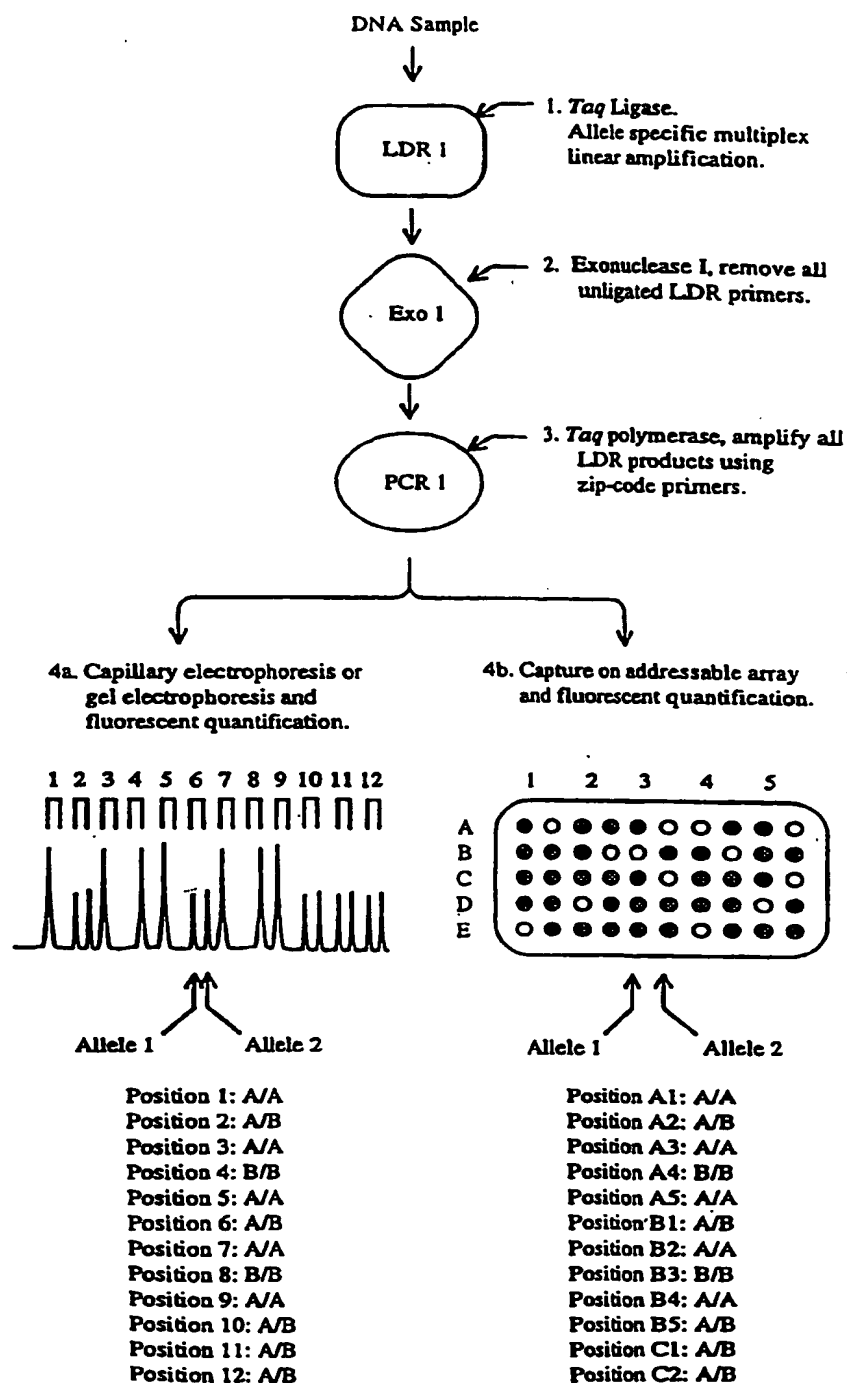 DNA Sample
LDR 1
1. Taq Ligase.
Allele specific multiplex
linear amplification.
Exo 1
2. Exonuclease I, remove all
unligated LDR primers.
PCR 1
3. Taq polymerase, amplify all
LDR products using
zip-code primers.
4a. Capillary electrophoresis or
gel electrophoresis and
fluorescent quantification.
1 2 3 4 5 6 7 8 9 10 11 12
Allele 1 Allele 2
Position 1: A/A
Position 2: A/B
Position 3: A/A
Position 4: B/B
Position 5: A/A
Position 6: A/B
Position 7: A/A
Position 8: B/B
Position 9: A/A
Position 10: A/B
Position 11: A/B
Position 12: A/B
4b. Capture on addressable array
and fluorescent quantification.
1 2 3 4 5
A
B
C
D
E
Allele 1 Allele 2
Position A1: A/A
Position A2: A/B
Position A3: A/A
Position A4: B/B
Position A5: A/A
Position B1: A/B
Position B2: A/A
Position B3: B/B
Position B4: A/A
Position B5: A/B
Position C1: A/B
Position C2: A/B